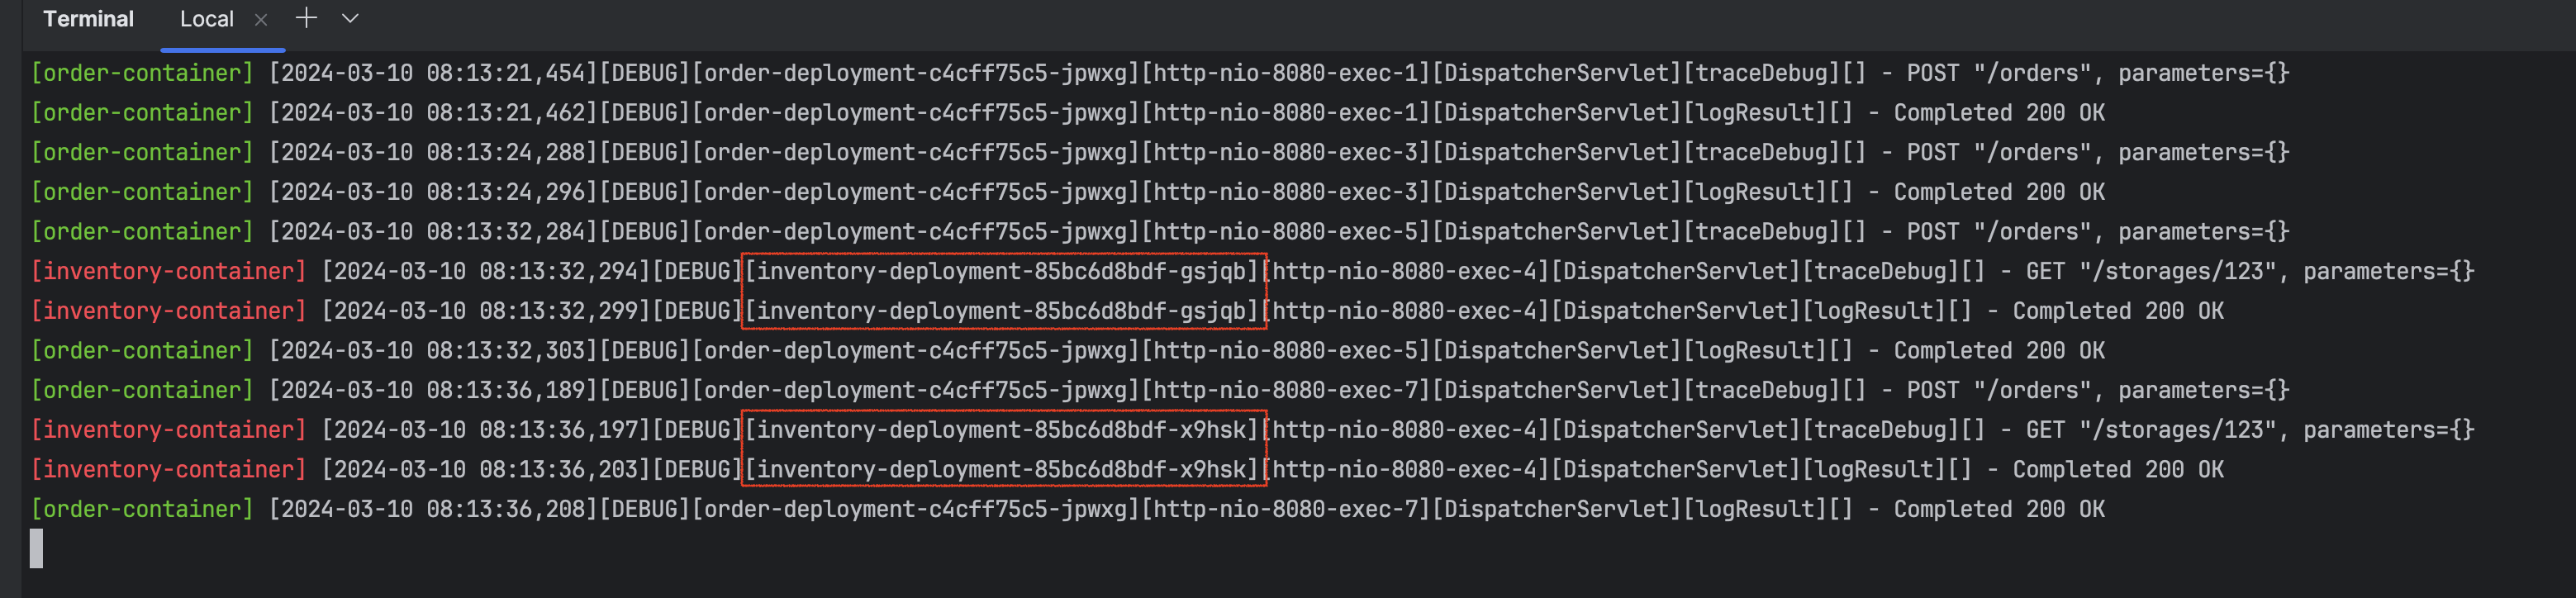 Terminal Local
[order-container] [2024-03-10 08:13:21,454][DEBUG][order-deployment-c4cff75c5-jpwxg][http-nio-8080-exec-1][DispatcherServlet][traceDebug][] - POST "/orders", parameters={}
[order-container] [2024-03-10 08:13:21,462][DEBUG][order-deployment-c4cff75c5-jpwxg][http-nio-8080-exec-1][DispatcherServlet][logResult][] - Completed 200 OK
[order-container] [2024-03-10 08:13:24,288][DEBUG][order-deployment-c4cff75c5-jpwxg][http-nio-8080-exec-3][DispatcherServlet][traceDebug][] - POST "/orders", parameters={}
[order-container] [2024-03-10 08:13:24,296][DEBUG][order-deployment-c4cff75c5-jpwxg][http-nio-8080-exec-3][DispatcherServlet][logResult][] - Completed 200 OK
[order-container] [2024-03-10 08:13:32,284][DEBUG][order-deployment-c4cff75c5-jpwxg][http-nio-8080-exec-5][DispatcherServlet][traceDebug][] - POST "/orders", parameters={}
[inventory-container] [2024-03-10 08:13:32,294][DEBUG][inventory-deployment-85bc6d8bdf-gsjqb][http-nio-8080-exec-4][DispatcherServlet][traceDebug][] - GET "/storages/123", parameters={}
[inventory-container] [2024-03-10 08:13:32,299][DEBUG][inventory-deployment-85bc6d8bdf-gsjqb][http-nio-8080-exec-4][DispatcherServlet][logResult][] - Completed 200 OK
[order-container] [2024-03-10 08:13:32,303][DEBUG][order-deployment-c4cff75c5-jpwxg][http-nio-8080-exec-5][DispatcherServlet][logResult][] - Completed 200 OK
[order-container] [2024-03-10 08:13:36,189][DEBUG][order-deployment-c4cff75c5-jpwxg][http-nio-8080-exec-7][DispatcherServlet][traceDebug][] - POST "/orders", parameters={}
[inventory-container] [2024-03-10 08:13:36,197][DEBUG][inventory-deployment-85bc6d8bdf-x9hsk][http-nio-8080-exec-4][DispatcherServlet][traceDebug][] - GET "/storages/123", parameters={}
[inventory-container] [2024-03-10 08:13:36,203][DEBUG][inventory-deployment-85bc6d8bdf-x9hsk][http-nio-8080-exec-4][DispatcherServlet][logResult][] - Completed 200 OK
[order-container] [2024-03-10 08:13:36,208][DEBUG][order-deployment-c4cff75c5-jpwxg][http-nio-8080-exec-7][DispatcherServlet][logResult][] - Completed 200 OK